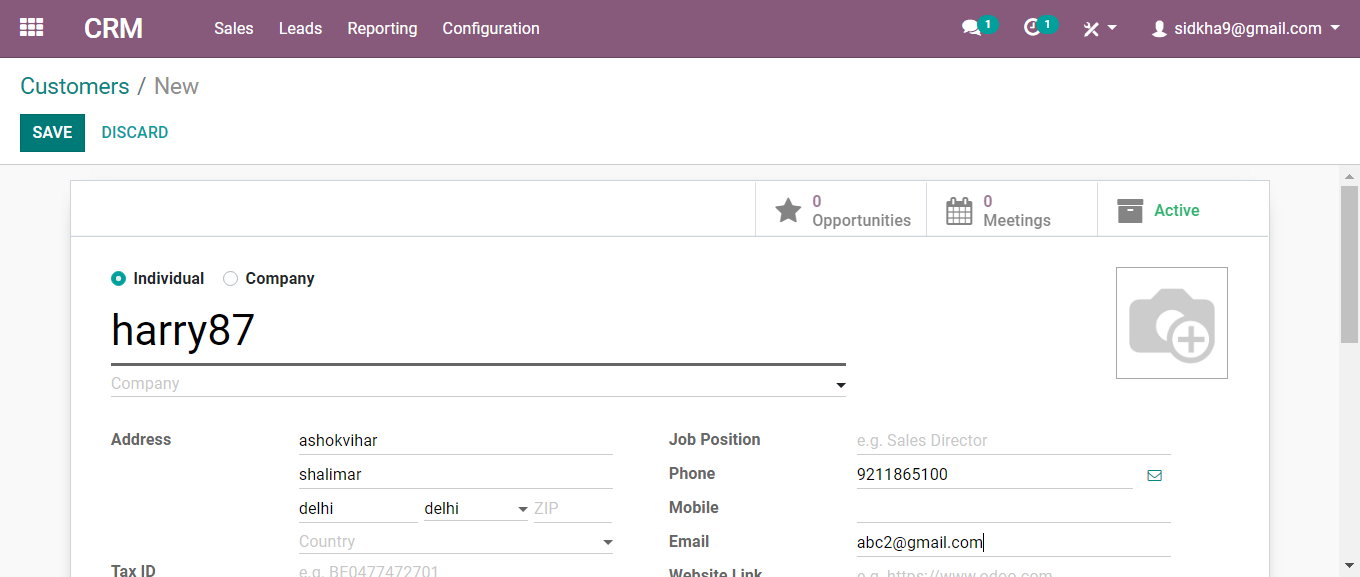 CRM Sales Leads Reporting Configuration 1 1 sidkha9@gmail.com
Customers / New
SAVE DISCARD
0 Opportunities 0 Meetings Active
Individual Company
harry87
Company
Address ashokvihar Job Position e.g. Sales Director
shalimar Phone 9211865100
delhi delhi ZIP Mobile
Country Email abc2@gmail.com
Tax ID e.g. BE0477472701 Website Link e.g. https://www.odoo.com